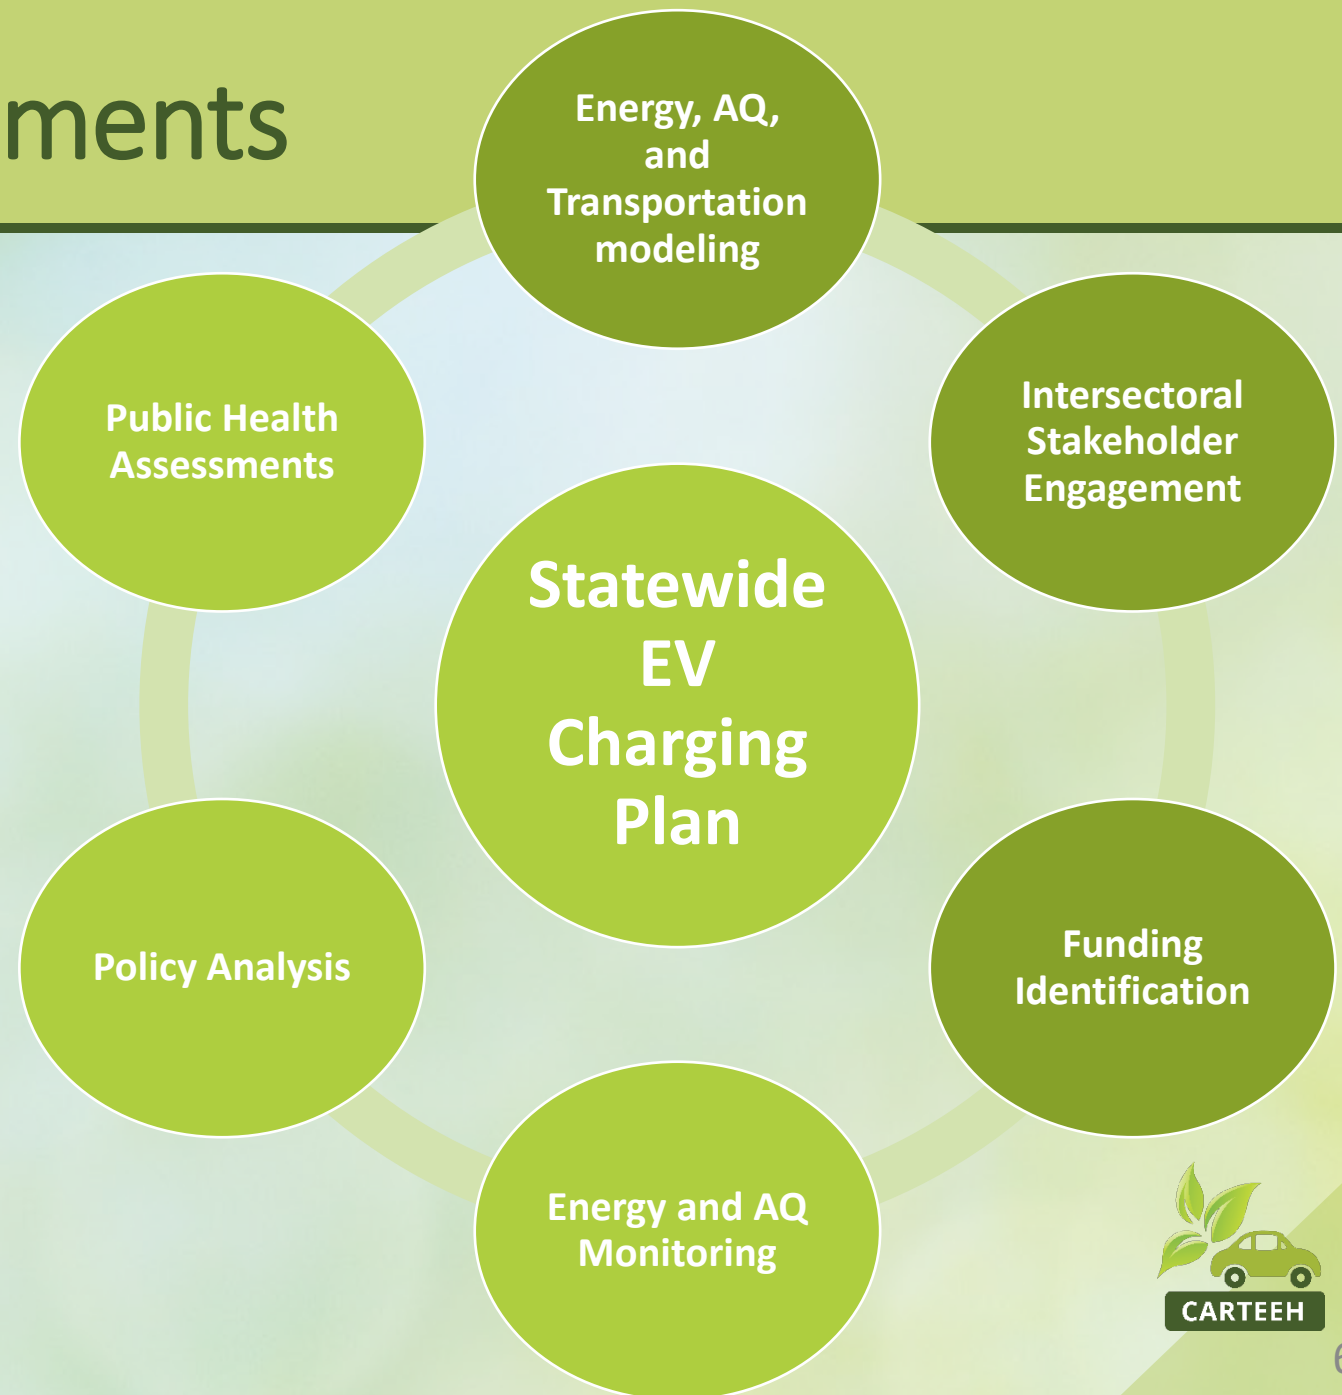 ments
Energy, AQ,
and
Transportation
modeling
Intersectoral
Stakeholder
Engagement
Funding
Identification
Energy and AQ
Monitoring
Policy Analysis
Public Health
Assessments
Statewide
EV
Charging
Plan
CARTEEH
6